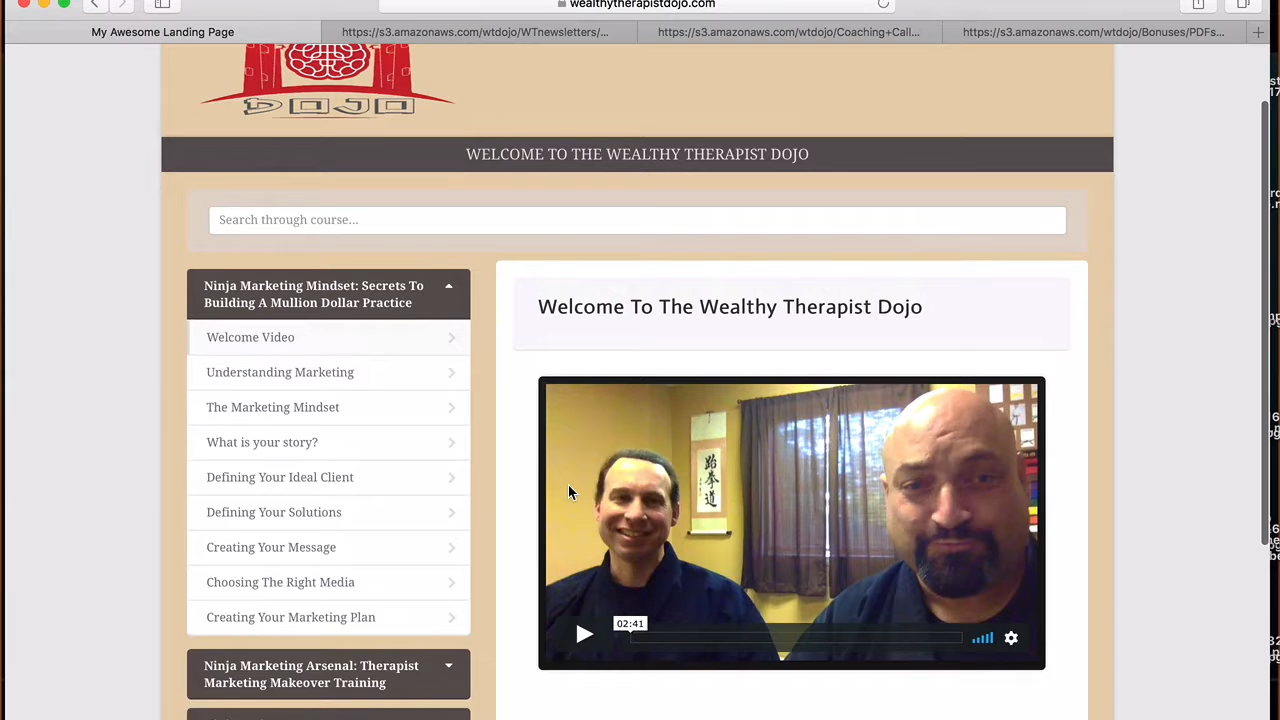 wealthytherapistdojo.com
My Awesome Landing Page
https://s3.amazonaws.com/wtdojo/WTnewsletters/...
https://s3.amazonaws.com/wtdojo/Coaching+Call...
https://s3.amazonaws.com/wtdojo/Bonuses/PDFs...
DOJO
WELCOME TO THE WEALTHY THERAPIST DOJO
Search through course...
Ninja Marketing Mindset: Secrets To
Building A Mullion Dollar Practice
Welcome Video
Understanding Marketing
The Marketing Mindset
What is your story?
Defining Your Ideal Client
Defining Your Solutions
Creating Your Message
Choosing The Right Media
Creating Your Marketing Plan
Ninja Marketing Arsenal: Therapist
Marketing Makeover Training
Welcome To The Wealthy Therapist Dojo
跆拳道
02:41